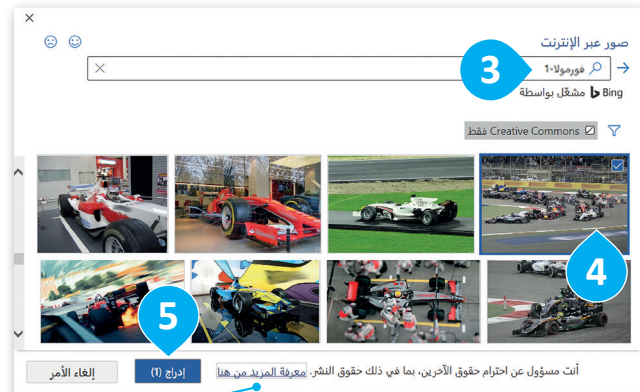 صور عبر الإنترنت
فورمولا-1
3
Bing مشغّل بواسطة
Creative Commons فقط
4
5
أنت مسؤول عن احترام حقوق الآخرين، بما في ذلك حقوق النشر. معرفة المزيد من هنا
إدراج (1)
إلغاء الأمر